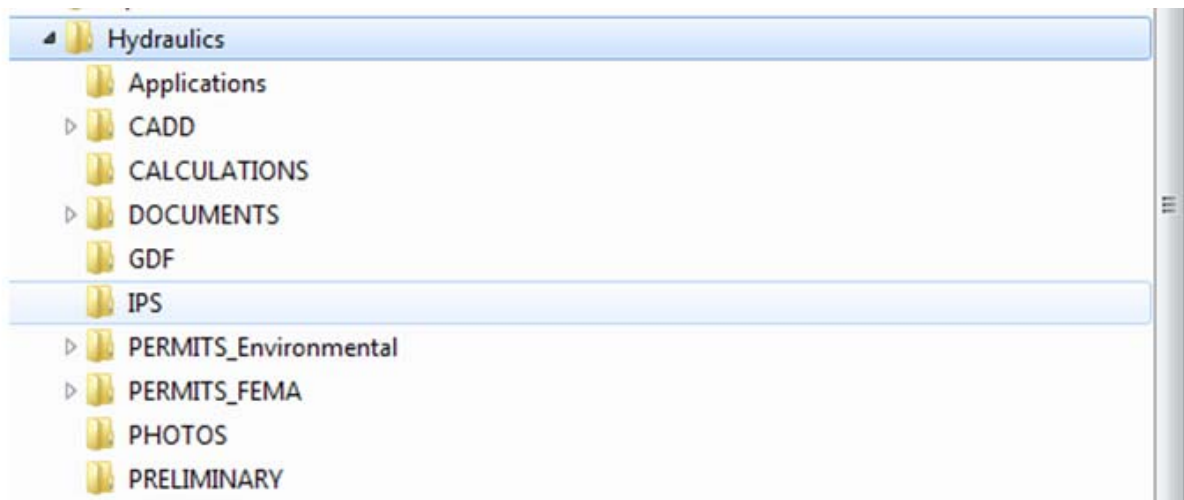 Hydraulics
Applications
CADD
CALCULATIONS
DOCUMENTS
GDF
IPS
PERMITS_Environmental
PERMITS_FEMA
PHOTOS
PRELIMINARY